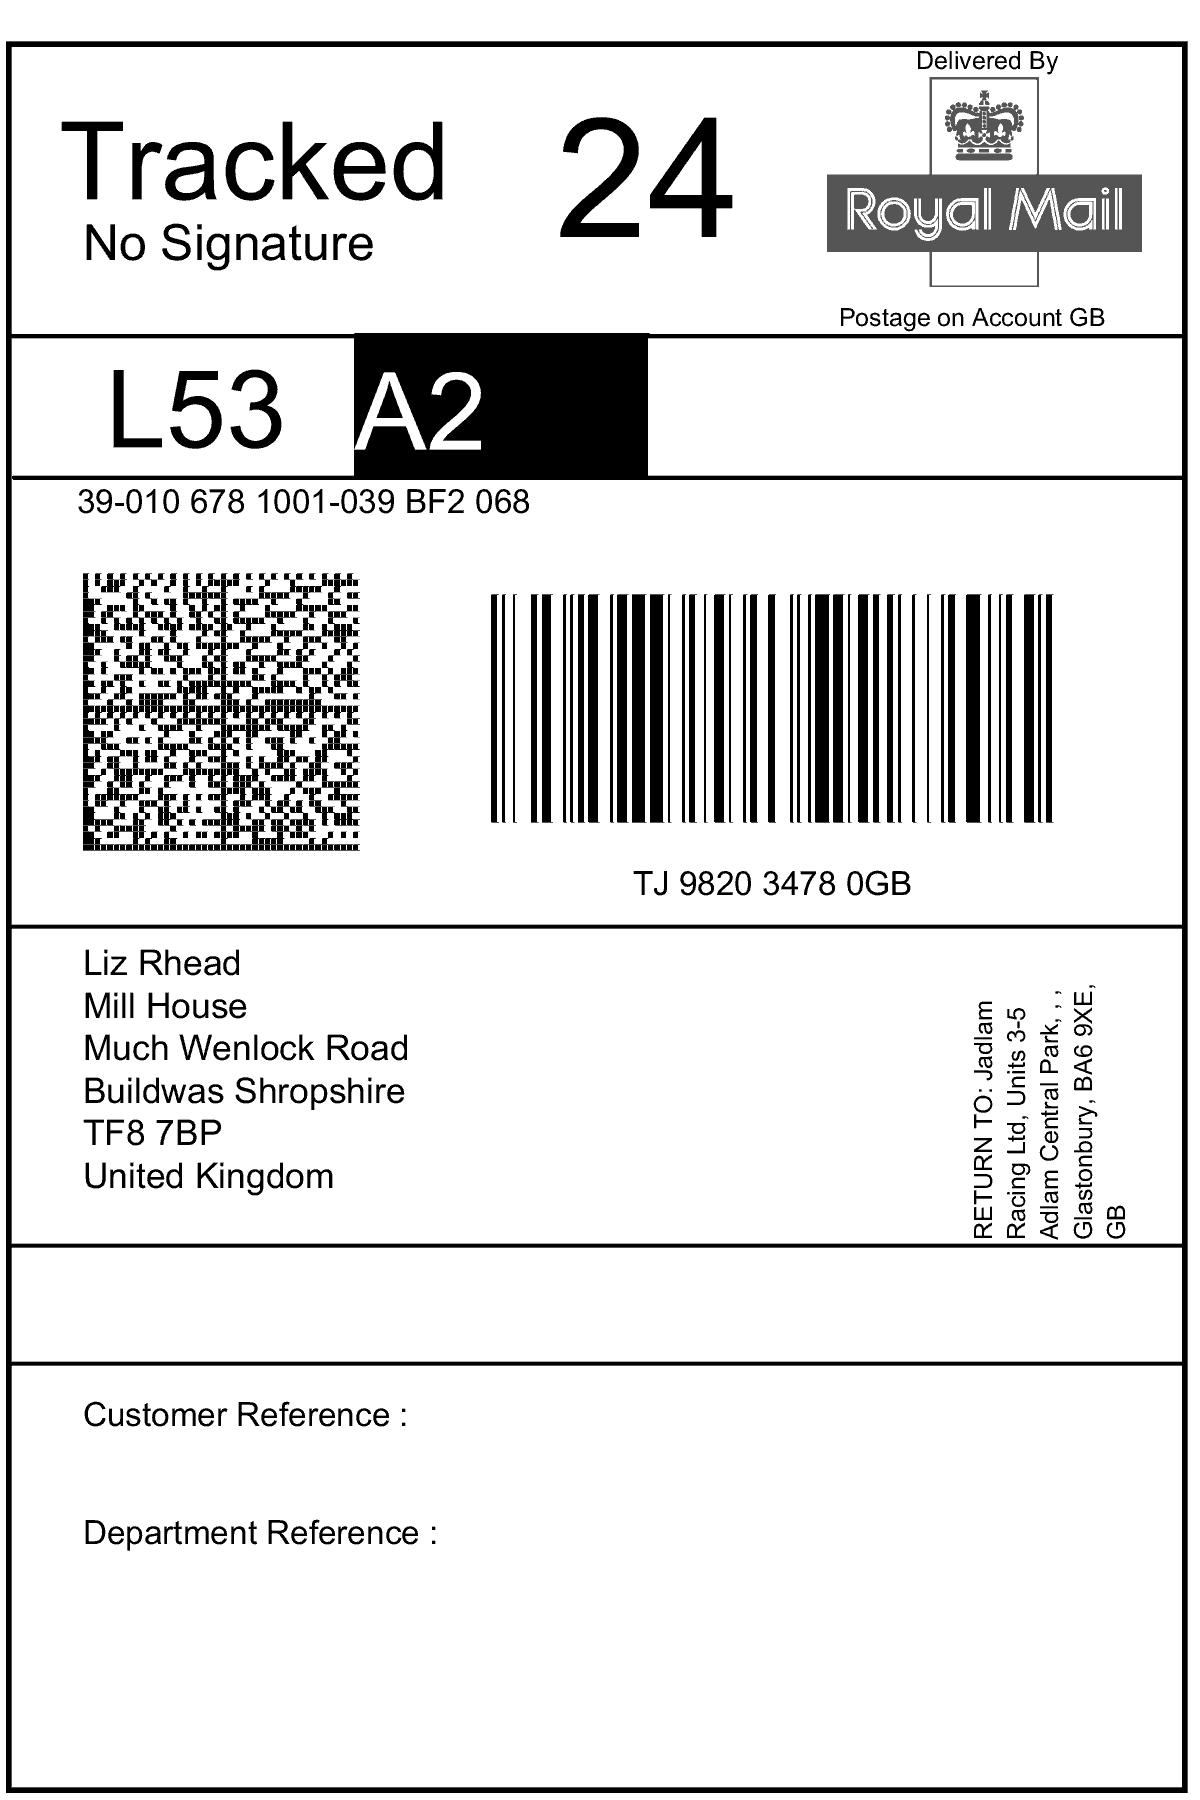 Delivered By
Tracked 24
No Signature
Royal Mail
Postage on Account GB
L53 A2
39-010 678 1001-039 BF2 068
TJ 9820 3478 0GB
Liz Rhead
Mill House
Much Wenlock Road
Buildwas Shropshire
TF8 7BP
United Kingdom
RETURN TO: Jadlam
Racing Ltd, Units 3-5
Adlam Central Park, , ,
Glastonbury, BA6 9XE,
GB
Customer Reference :
Department Reference :